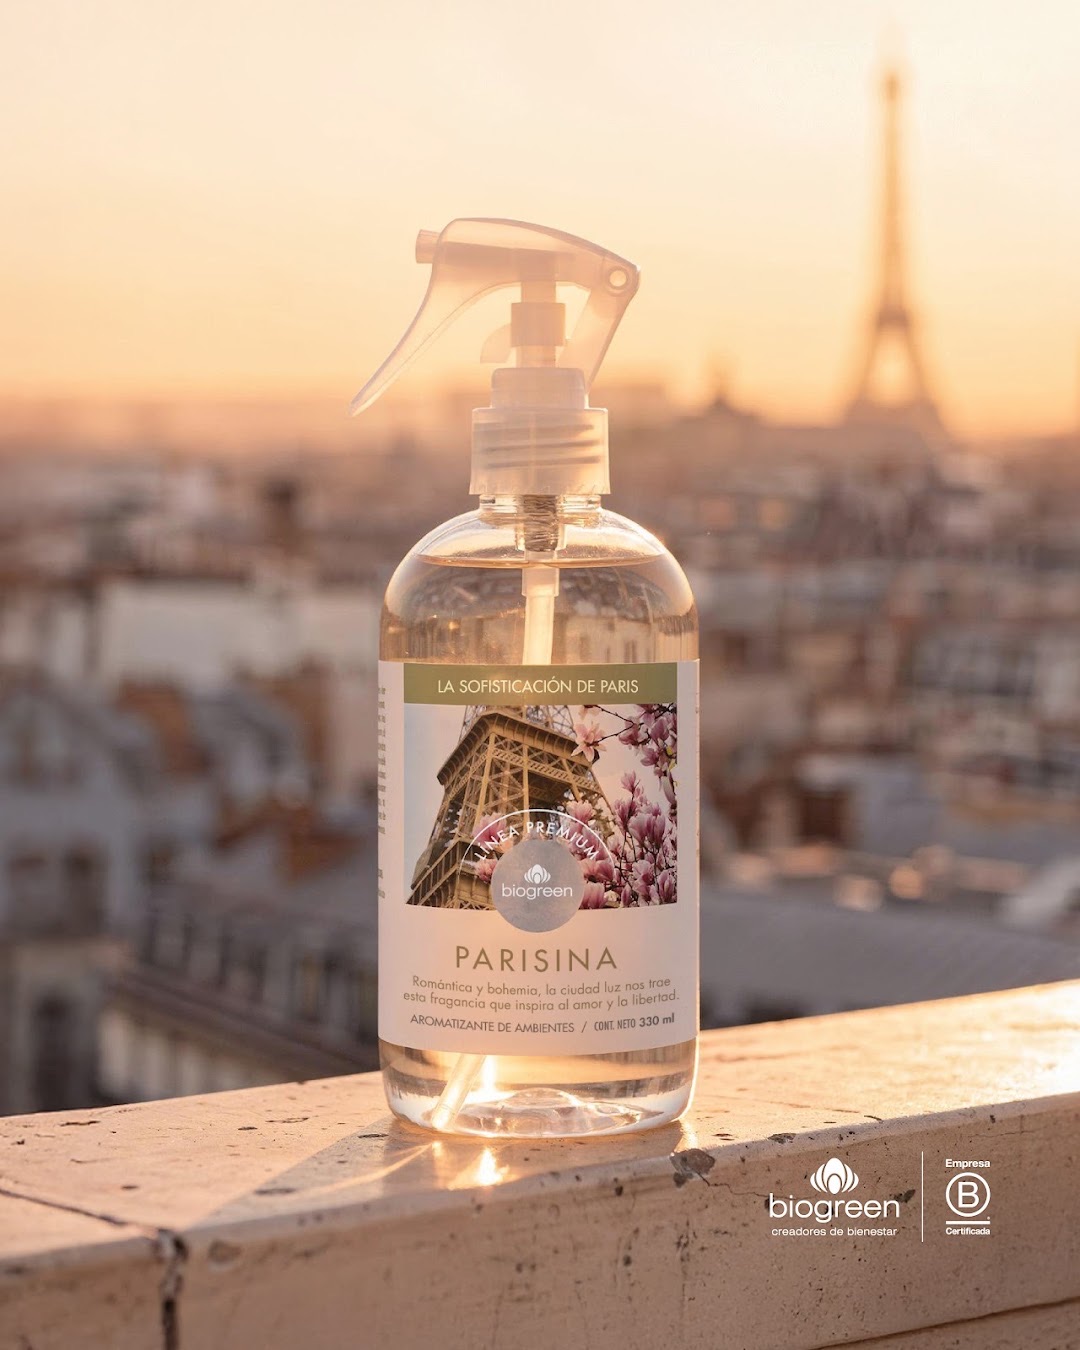 LA SOFISTICACIÓN DE PARIS
LÍNEA PREMIUM
biogreen
PARISINA
Romántica y bohemia, la ciudad luz nos trae
esta fragancia que inspira al amor y la libertad.
AROMATIZANTE DE AMBIENTES / CONT. NETO 330 ml
biogreen
creadores de bienestar
Empresa
B
Certificada